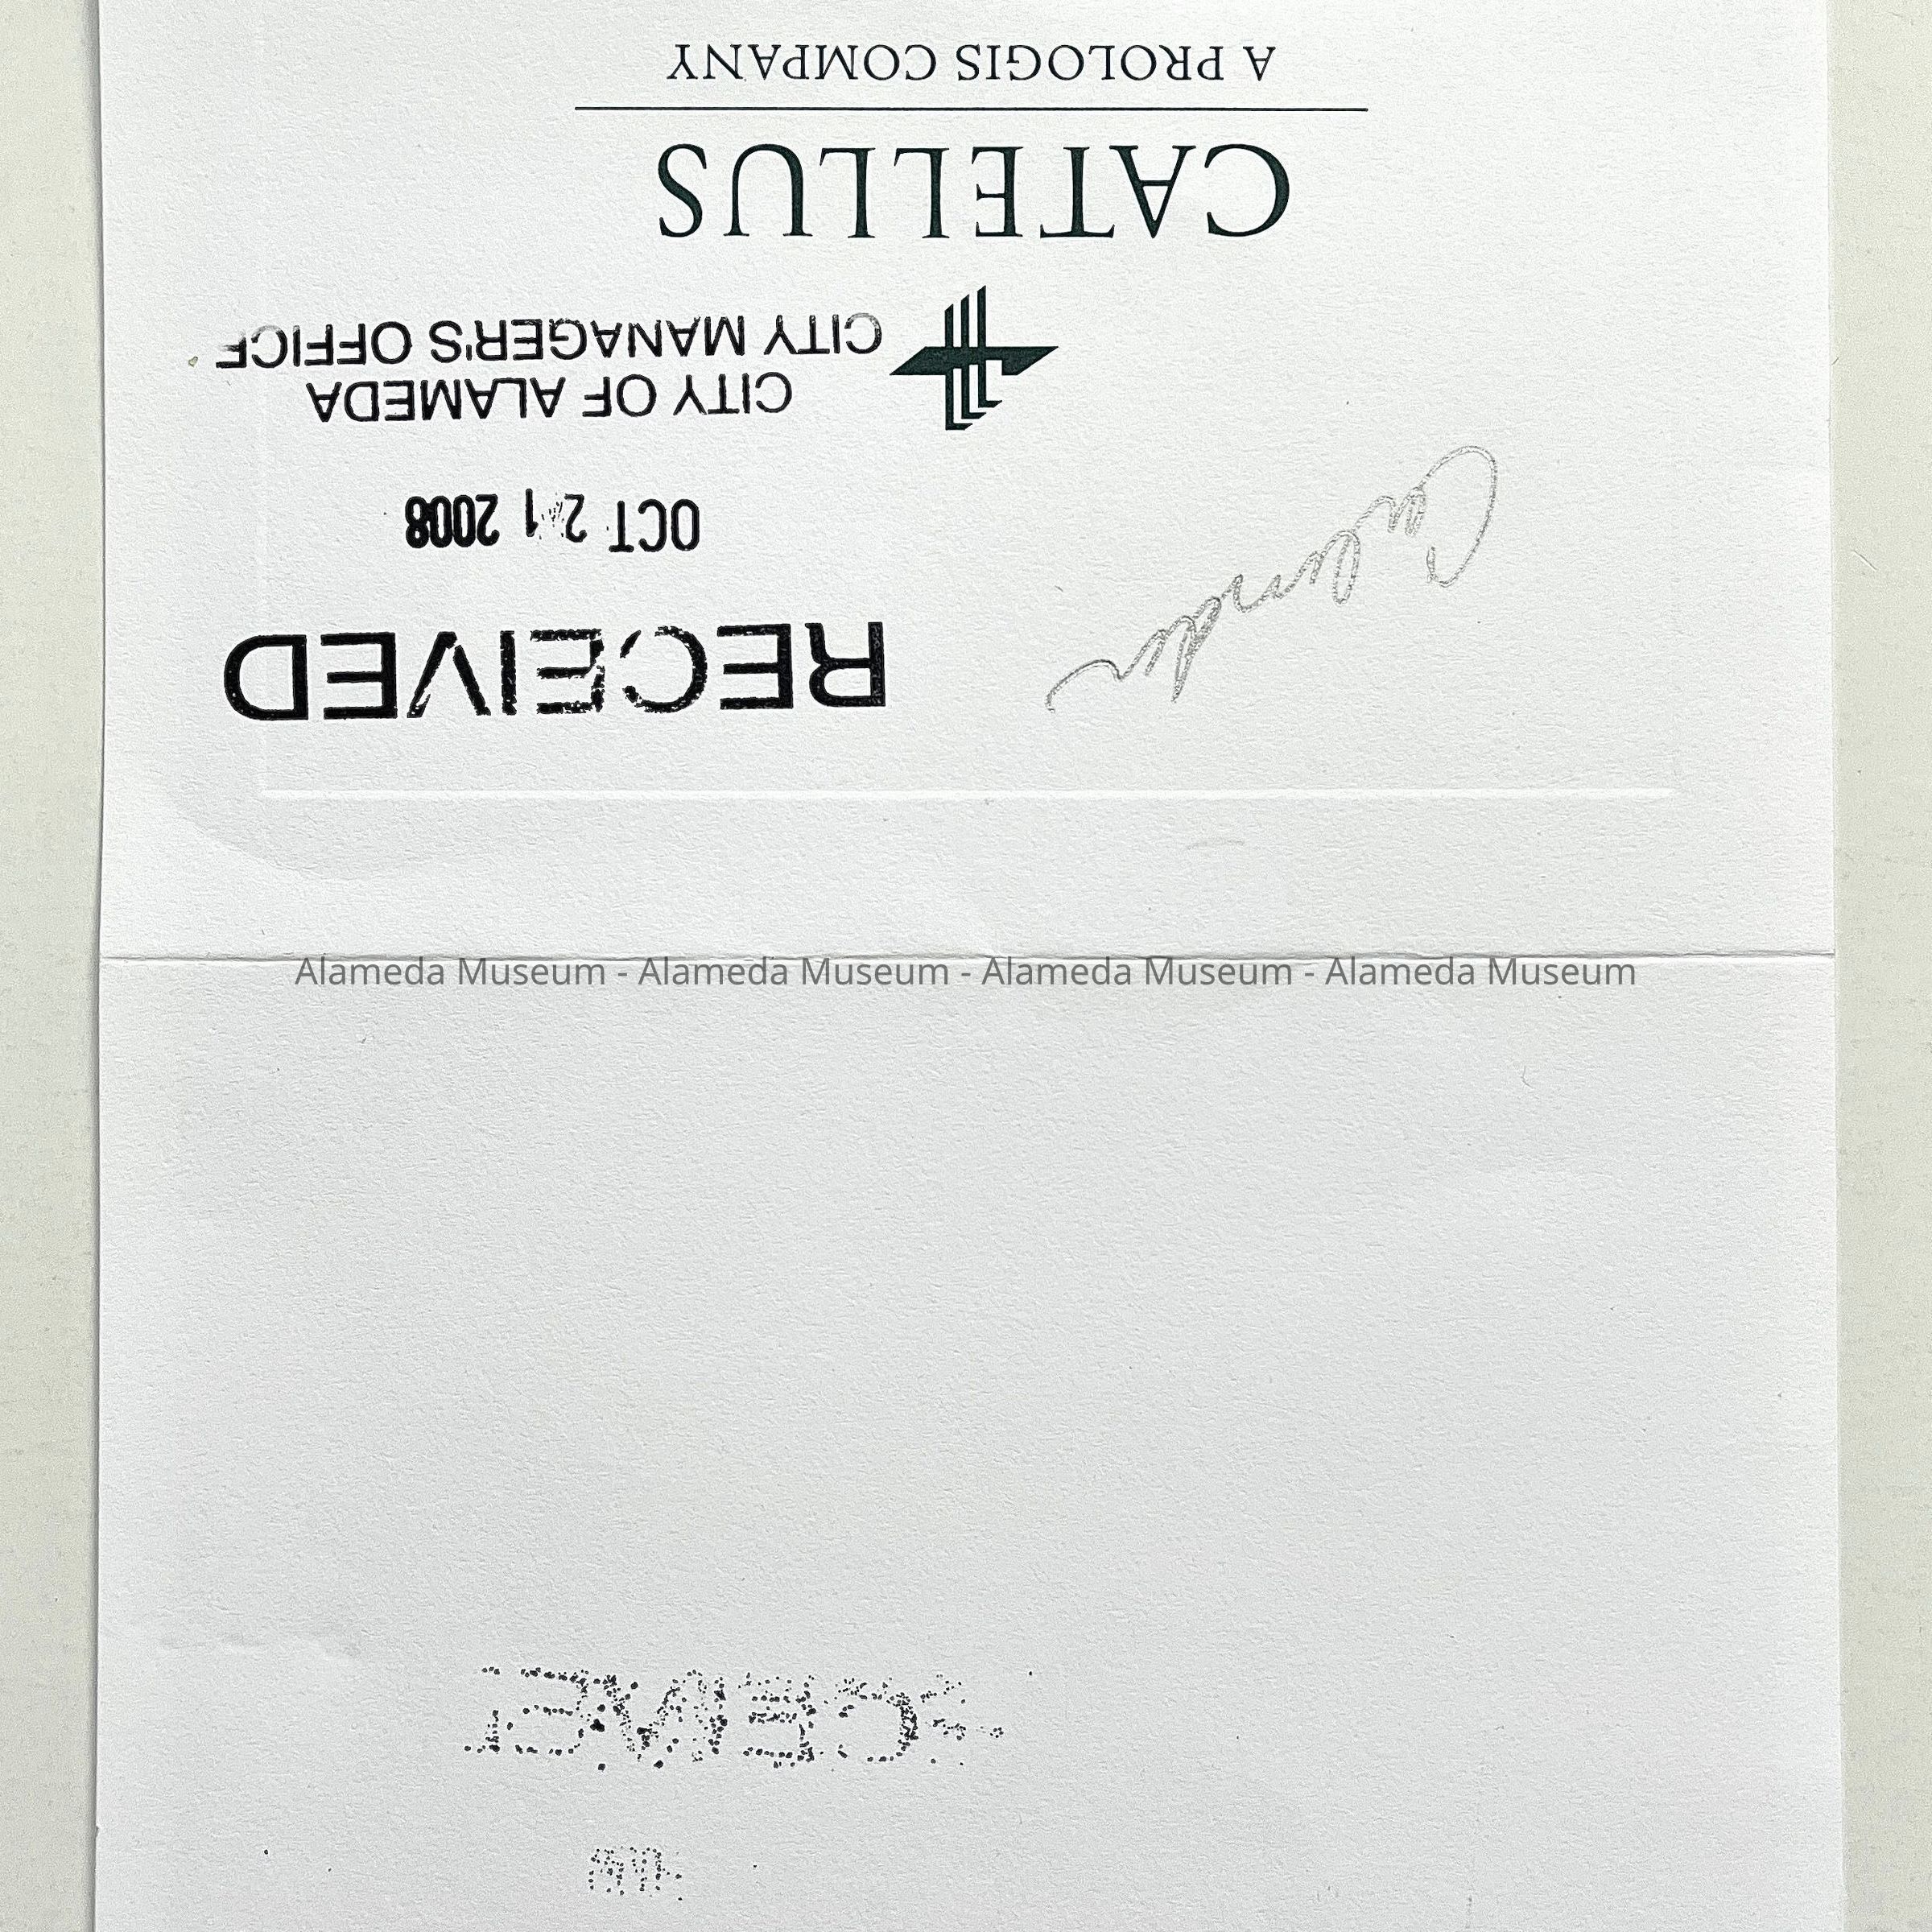 RECEIVED
OCT 21 2008
CITY OF ALAMEDA
CITY MANAGER'S OFFICE
Calendar
CATELLUS
A PROLOGIS COMPANY
Alameda Museum - Alameda Museum - Alameda Museum - Alameda Museum